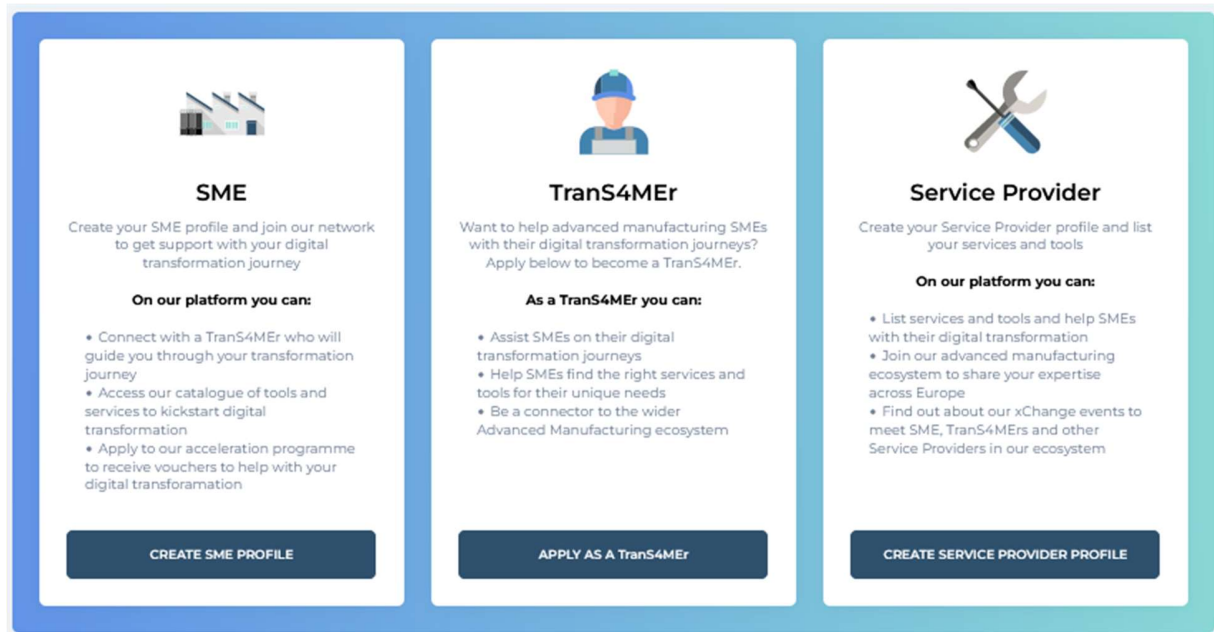 SME
Create your SME profile and join our network
to get support with your digital
transformation journey
On our platform you can:
• Connect with a TranS4MEr who will
guide you through your transformation
journey
• Access our catalogue of tools and
services to kickstart digital
transformation
• Apply to our acceleration programme
to receive vouchers to help with your
digital transforamation
CREATE SME PROFILE
TranS4MEr
Want to help advanced manufacturing SMEs
with their digital transformation journeys?
Apply below to become a TranS4MEr.
As a TranS4MEr you can:
• Assist SMEs on their digital
transformation journeys
• Help SMEs find the right services and
tools for their unique needs
• Be a connector to the wider
Advanced Manufacturing ecosystem
APPLY AS A TranS4MEr
Service Provider
Create your Service Provider profile and list
your services and tools
On our platform you can:
• List services and tools and help SMEs
with their digital transformation
• Join our advanced manufacturing
ecosystem to share your expertise
across Europe
• Find out about our xChange events to
meet SME, TranS4MErs and other
Service Providers in our ecosystem
CREATE SERVICE PROVIDER PROFILE